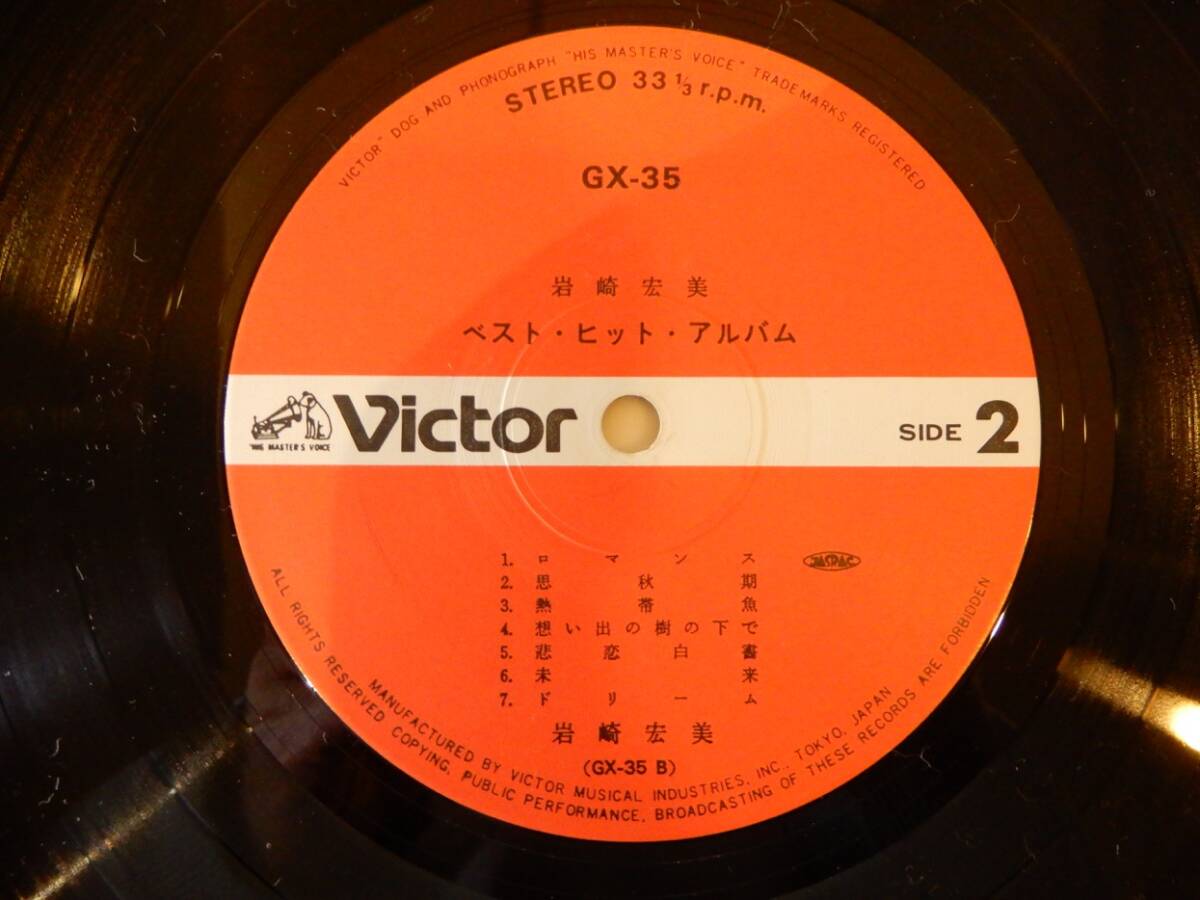 "VICTOR" DOG AND PHONOGRAPH "HIS MASTER'S VOICE" TRADEMARKS REGISTERED
STEREO 33 1/3 r.p.m.
GX-35
岩崎宏美
ベスト・ヒット・アルバム
"HIS MASTER'S VOICE"
Victor
SIDE 2
1. ロマンス
JASRAC
2. 思秋期
3. 熱帯魚
4. 想い出の樹の下で
5. 悲恋白書
6. 未来
7. ドリーム
岩崎宏美
(GX-35 B)
MANUFACTURED BY VICTOR MUSICAL INDUSTRIES, INC., TOKYO, JAPAN
ALL RIGHTS RESERVED COPYING, PUBLIC PERFORMANCE, BROADCASTING OF THESE RECORDS ARE FORBIDDEN